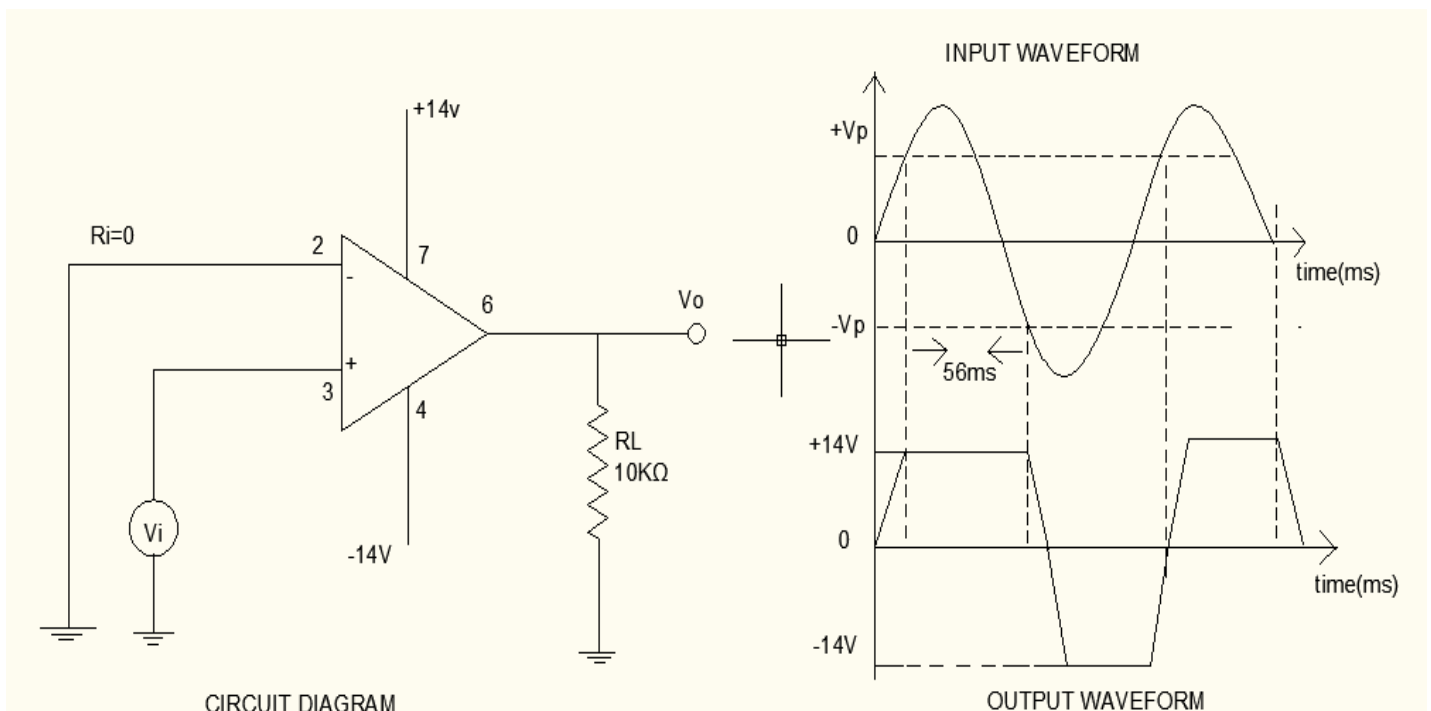 INPUT WAVEFORM
+14v
+Vp
Ri=0
2
-
7
0
6
Vo
time(ms)
-Vp
+
3
4
56ms
+14V
RL
10KΩ
Vi
-14V
0
time(ms)
-14V
CIRCUIT DIAGRAM
OUTPUT WAVEFORM